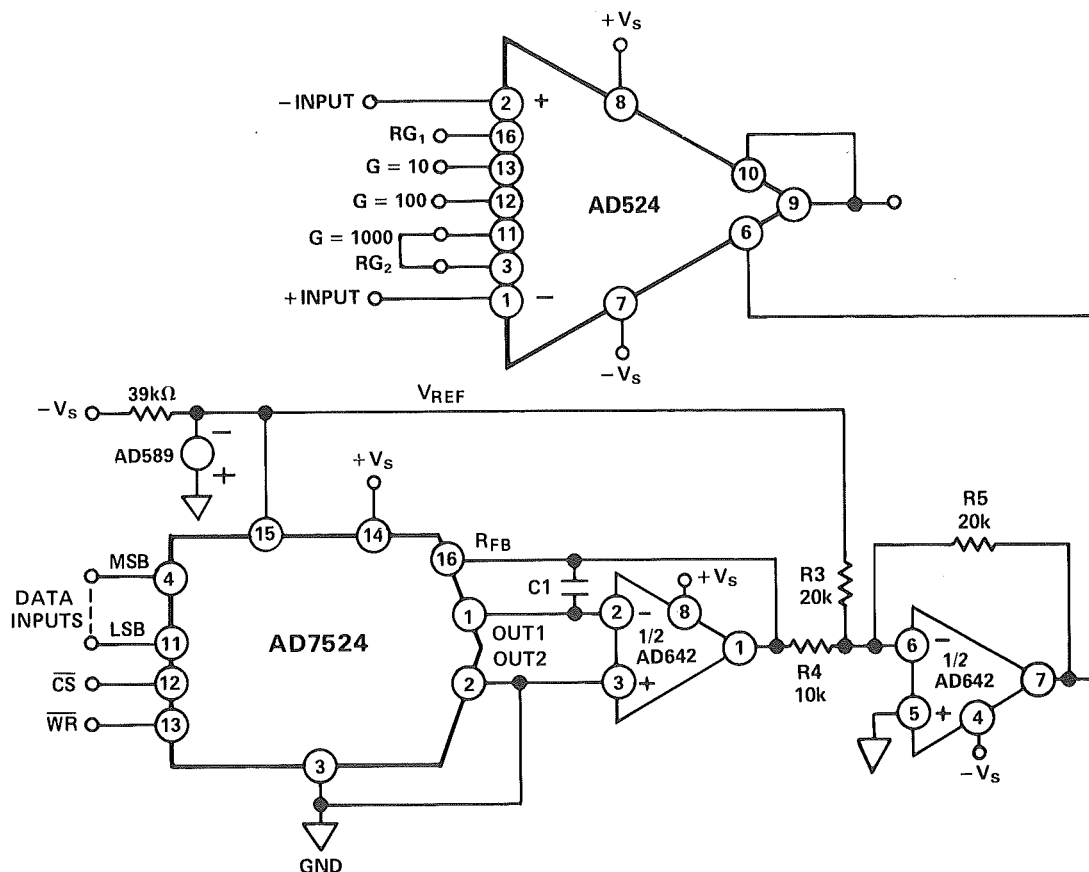 +VS
−INPUT
2
+
8
RG1
16
G = 10
13
10
G = 100
12
AD524
9
G = 1000
11
6
RG2
3
+INPUT
1
−
7
−VS
39kΩ
VREF
−VS
−
AD589
+
+VS
R5
20k
15
14
16
RFB
MSB
4
C1
+VS
R3
20k
DATA
INPUTS
1
2
−
8
LSB
11
AD7524
OUT1
1/2
AD642
1
6
−
OUT2
R4
10k
1/2
AD642
CS
12
2
3
+
7
WR
13
5
+
4
3
−VS
GND